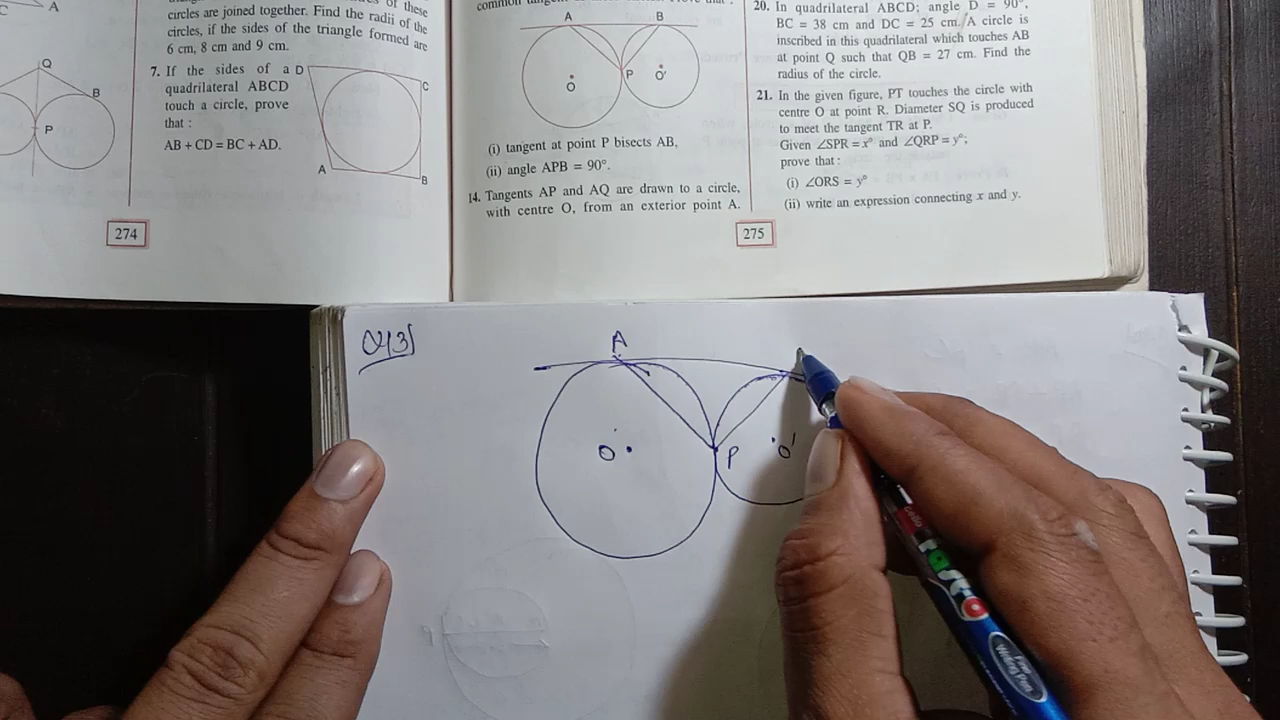 C
A
Q
B
P
circles are joined together. Find the radii of the
circles, if the sides of the triangle formed are
6 cm, 8 cm and 9 cm.
7. If the sides of a
quadrilateral ABCD
touch a circle, prove
that :
AB + CD = BC + AD.
D
C
A
B
274
A
B
P
O
O'
(i) tangent at point P bisects AB,
(ii) angle APB = 90°.
14. Tangents AP and AQ are drawn to a circle,
with centre O, from an exterior point A.
20. In quadrilateral ABCD; angle D = 90°,
BC = 38 cm and DC = 25 cm. A circle is
inscribed in this quadrilateral which touches AB
at point Q such that QB = 27 cm. Find the
radius of the circle.
21. In the given figure, PT touches the circle with
centre O at point R. Diameter SQ is produced
to meet the tangent TR at P.
Given ∠SPR = x° and ∠QRP = y°;
prove that :
(i) ∠ORS = y°
(ii) write an expression connecting x and y.
275
Q13]
A
O
P
O'